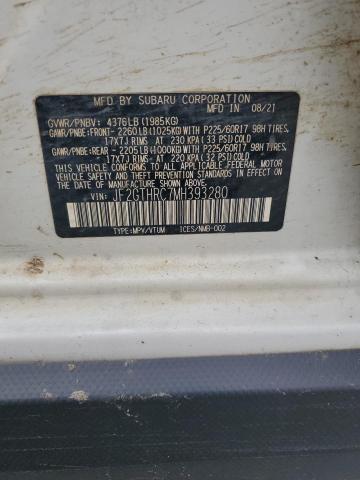 MFD BY SUBARU CORPORATION 08/21
GVWR/PNBV: 4376LB(1985KG)
GAWR/PNBE: FRONT- 2260LB(1025KG)WITH P225/60R17 98H TIRES,
17X7J RIMS AT 230 KPA(33 PSI)COLD
GAWR/PNBE: REAR - 2205LB(1000KG)WITH P225/60R17 98H TIRES,
17X7J RIMS AT 220 KPA(32 PSI)COLD
THIS VEHICLE CONFORMS TO ALL APPLICABLE
FEDERAL MOTOR VEHICLE SAFETY, BUMPER, AND THEFT
PREVENTION STANDARDS IN EFFECT ON THE DATE OF
MANUFACTURE SHOWN ABOVE.
VIN: JF2GTHRC7MH393280
TYPE:MPV/VTUM ICES/NMB-002